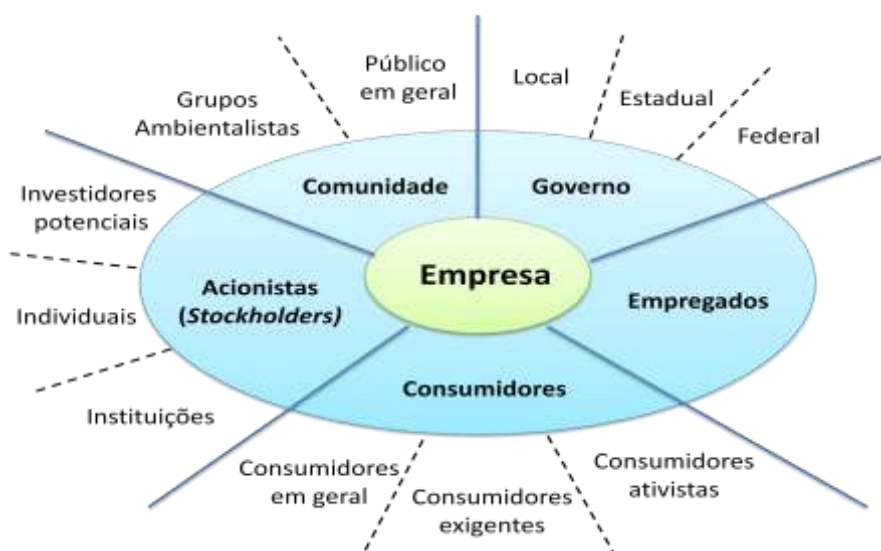 Público
em geral
Local
Estadual
Federal
Grupos
Ambientalistas
Comunidade
Governo
Investidores
potenciais
Empresa
Acionistas
(Stockholders)
Empregados
Individuais
Instituições
Consumidores
Consumidores
em geral
Consumidores
exigentes
Consumidores
ativistas